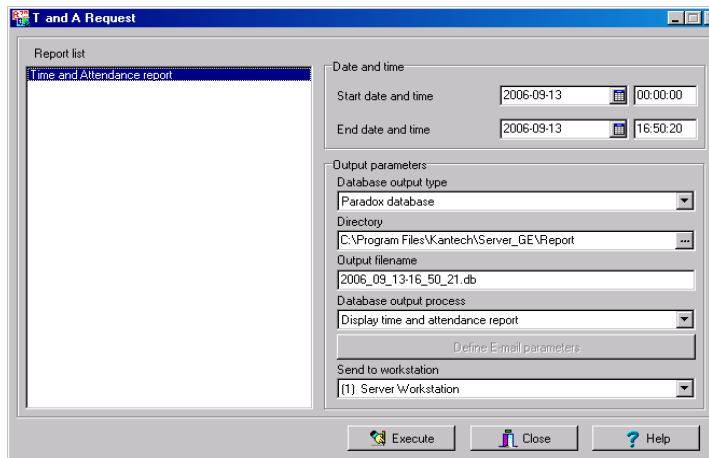 T and A Request
Report list
Time and Attendance report
Date and time
Start date and time 2006-09-13 00:00:00
End date and time 2006-09-13 16:50:20
Output parameters
Database output type
Paradox database
Directory
C:\Program Files\Kantech\Server_GE\Report ...
Output filename
2006_09_13-16_50_21.db
Database output process
Display time and attendance report
Define E-mail parameters
Send to workstation
(1) Server Workstation
Execute Close ? Help